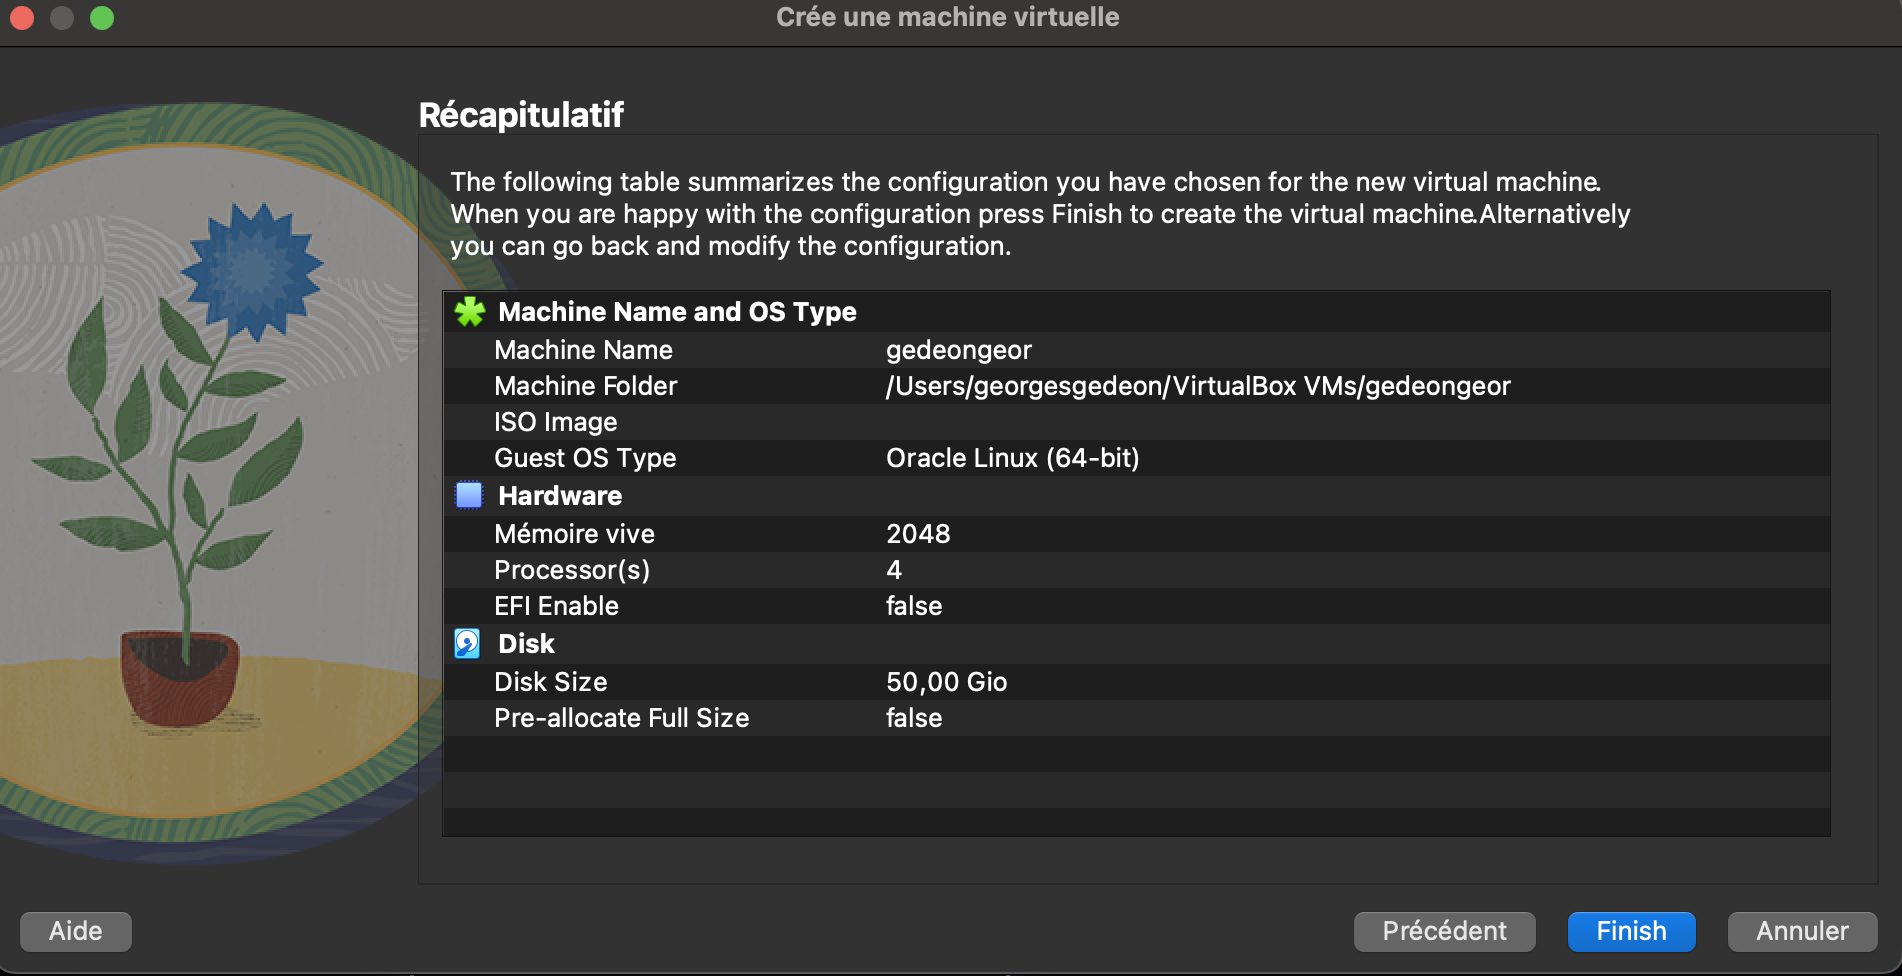 Crée une machine virtuelle
Récapitulatif
The following table summarizes the configuration you have chosen for the new virtual machine.
When you are happy with the configuration press Finish to create the virtual machine.Alternatively
you can go back and modify the configuration.
Machine Name and OS Type
Machine Name gedeongeor
Machine Folder /Users/georgesgedeon/VirtualBox VMs/gedeongeor
ISO Image
Guest OS Type Oracle Linux (64-bit)
Hardware
Mémoire vive 2048
Processor(s) 4
EFI Enable false
Disk
Disk Size 50,00 Gio
Pre-allocate Full Size false
Aide Précédent Finish Annuler